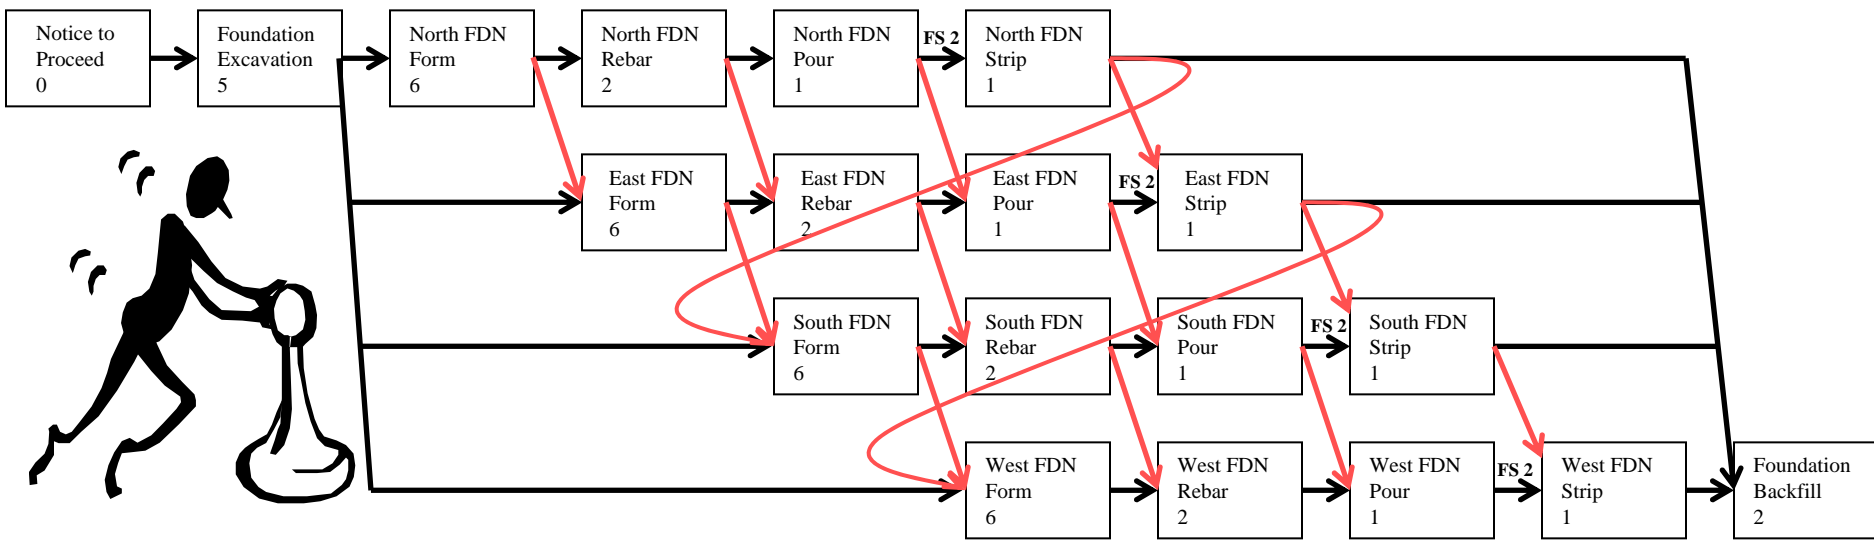 Notice to
Proceed
0
Foundation
Excavation
5
North FDN
Form
6
North FDN
Rebar
2
North FDN
Pour
1
FS 2
North FDN
Strip
1
East FDN
Form
6
East FDN
Rebar
2
East FDN
Pour
1
FS 2
East FDN
Strip
1
South FDN
Form
6
South FDN
Rebar
2
South FDN
Pour
1
FS 2
South FDN
Strip
1
West FDN
Form
6
West FDN
Rebar
2
West FDN
Pour
1
FS 2
West FDN
Strip
1
Foundation
Backfill
2